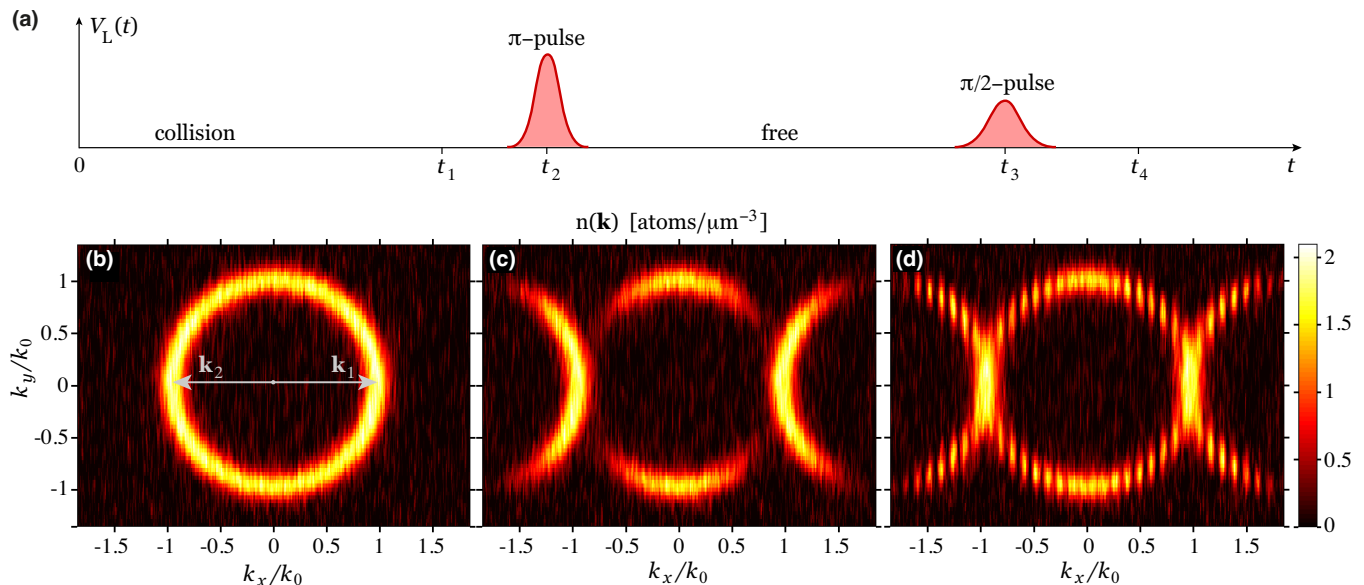 (a)
V_L(t)
π−pulse
π/2−pulse
collision
free
0
t_1
t_2
t_3
t_4
t
n(𝐤) [atoms/μm⁻³]
(b)
(c)
(d)
𝐤_2
𝐤_1
k_y/k_0
1
0.5
0
-0.5
-1
-1.5 -1 -0.5 0 0.5 1 1.5
-1.5 -1 -0.5 0 0.5 1 1.5
-1.5 -1 -0.5 0 0.5 1 1.5
k_x/k_0
k_x/k_0
k_x/k_0
2
1.5
1
0.5
0